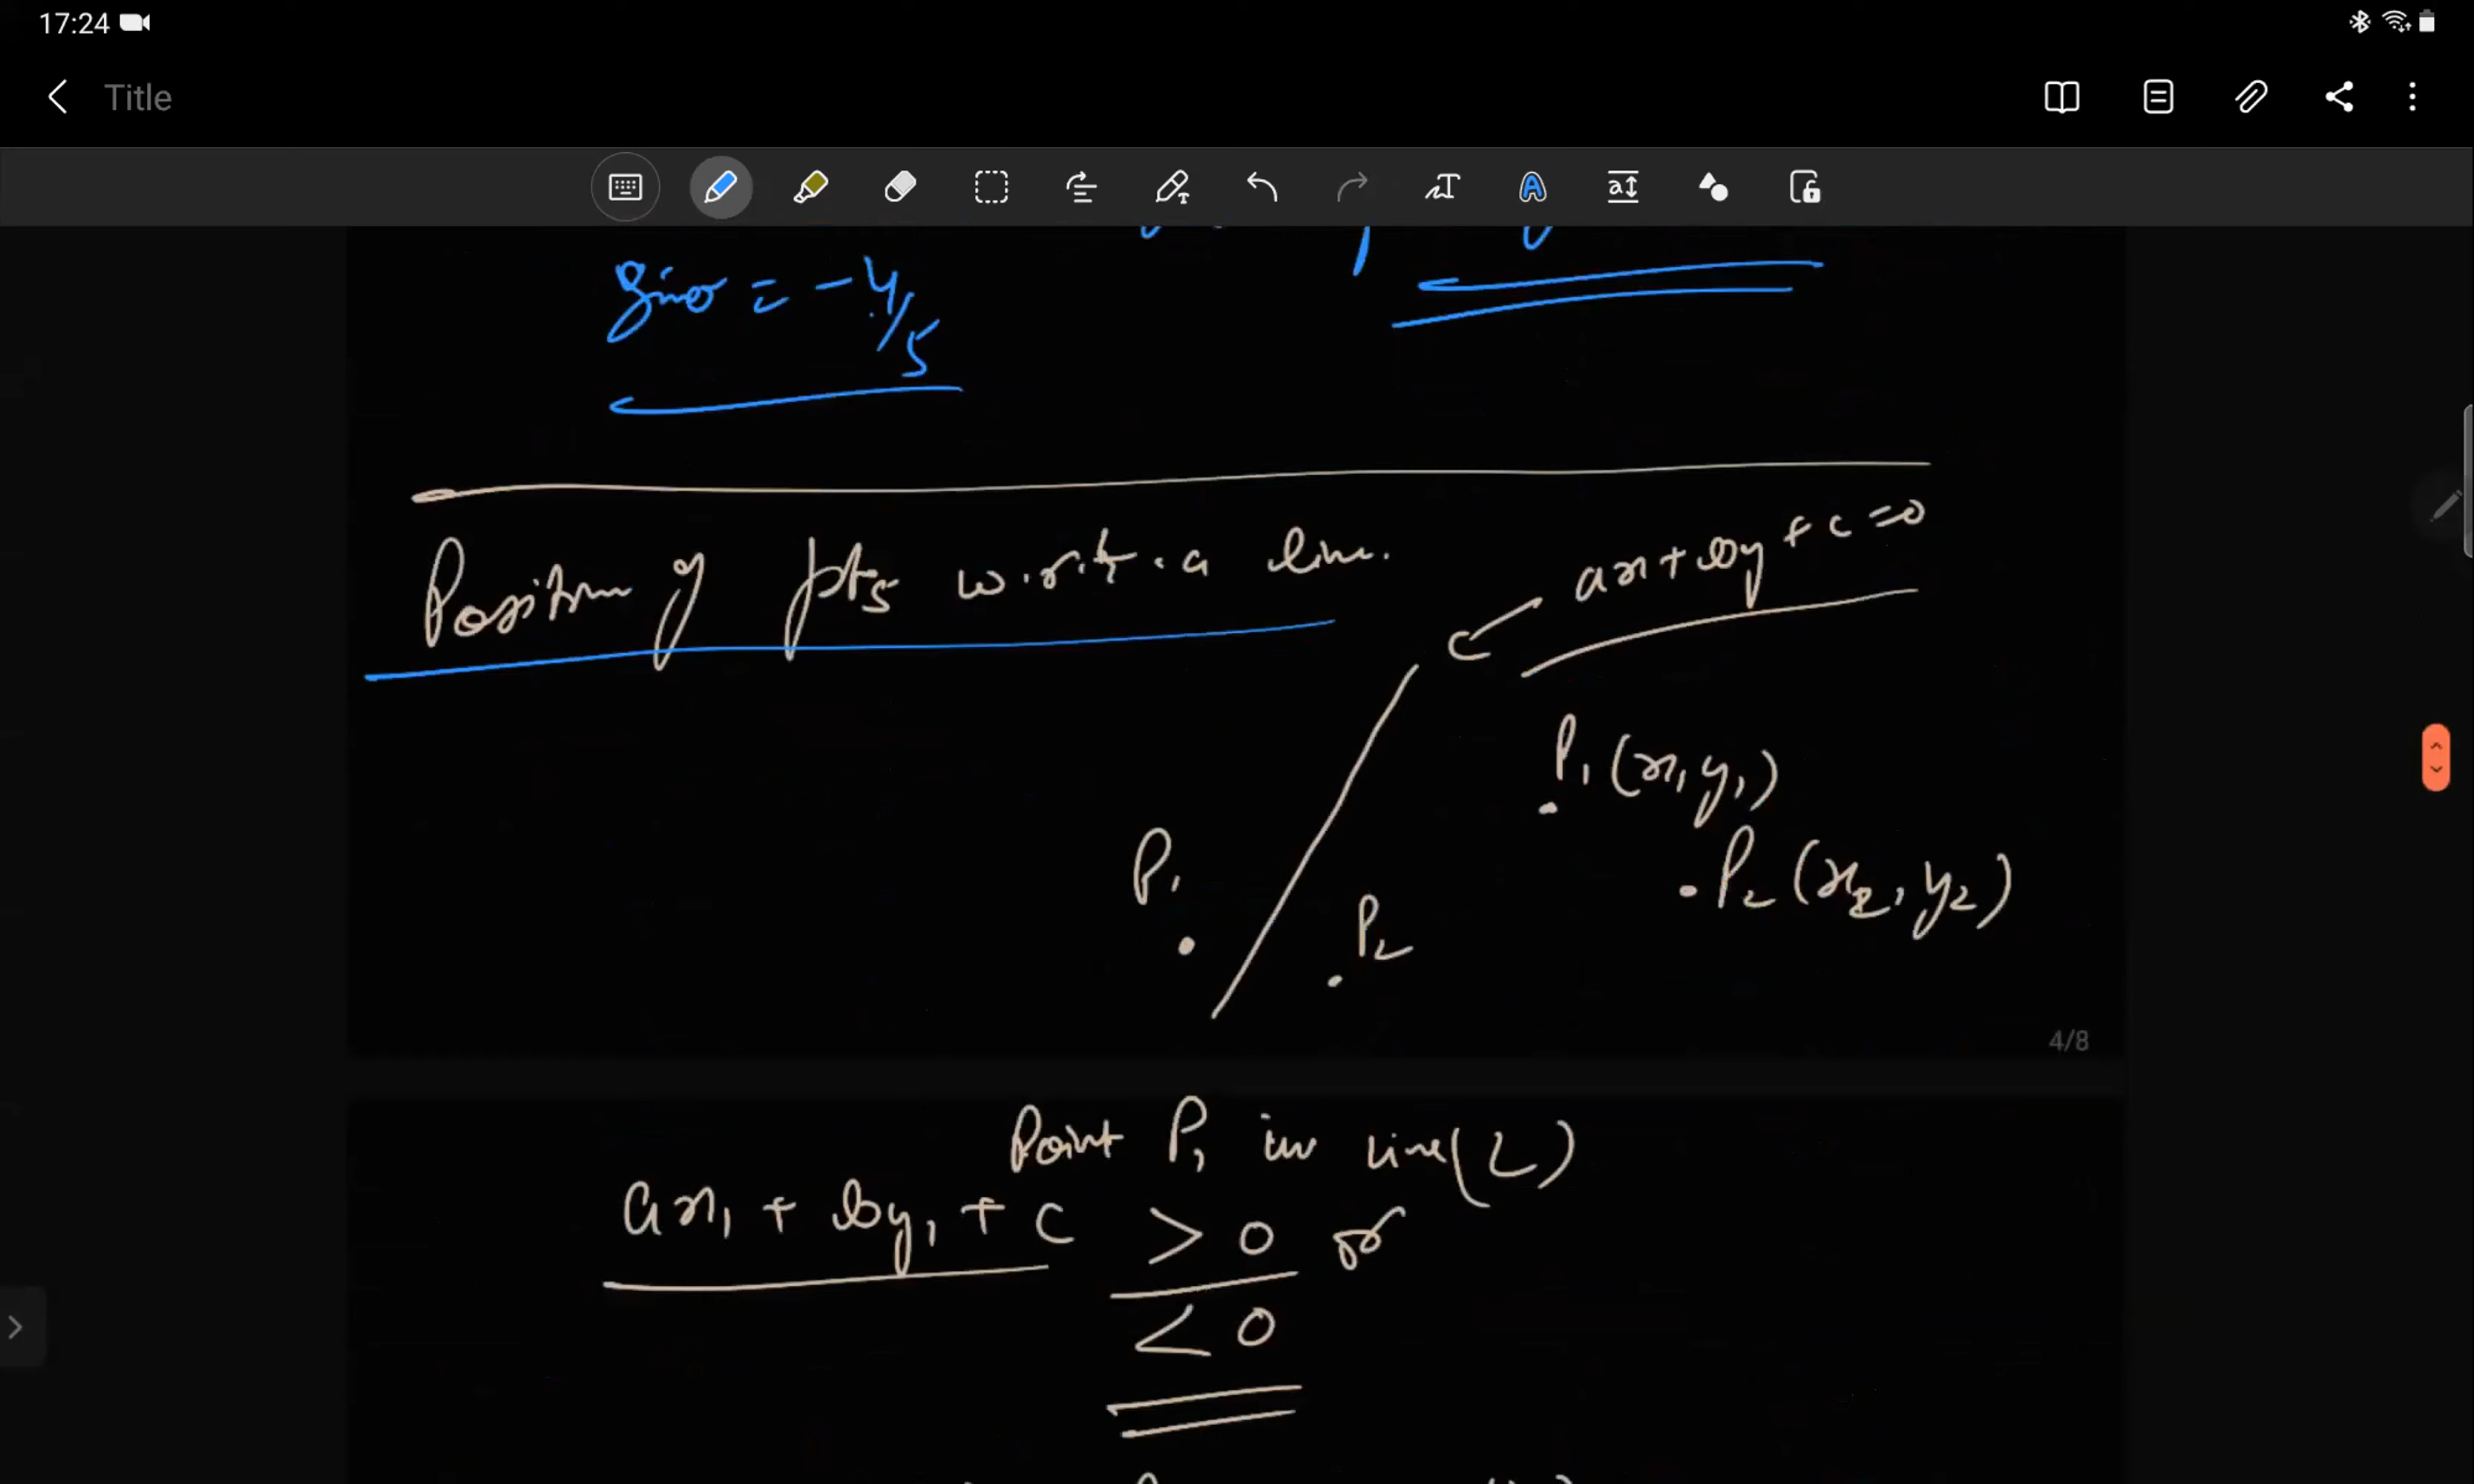 17:24
Title
sinθ = -4/5
Position of pts w.r.t. a line.
ax + by + c = 0
P₁ (x₁ y₁)
P₂ (x₂, y₂)
P₁
P₂
4/8
Point P₁ in line (L)
ax₁ + by₁ + c > 0 or
< 0